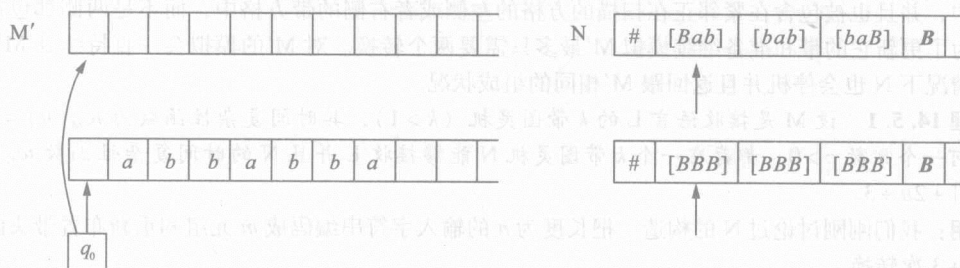 M′ N # [Bab] [bab] [baB] B
a b b a b b a # [BBB] [BBB] [BBB] B
q₀